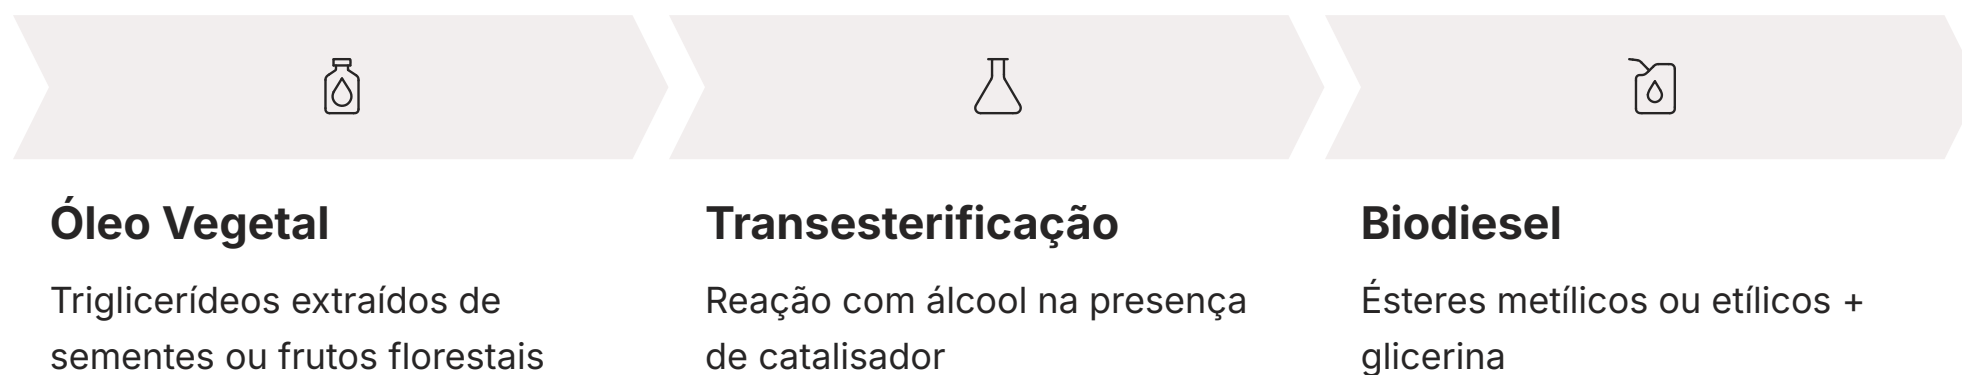 Óleo Vegetal
Triglicerídeos extraídos de
sementes ou frutos florestais
Transesterificação
Reação com álcool na presença
de catalisador
Biodiesel
Ésteres metílicos ou etílicos +
glicerina